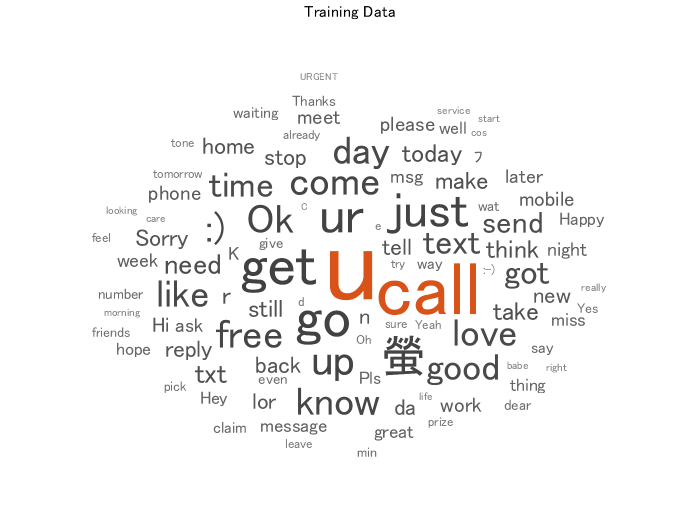 Training Data
URGENT
Thanks
waiting meet service start
please well cos
tone home already day today フ
stop
tomorrow time come msg make later
phone mobile
looking care :) Ok C ur just wat send Happy
feel Sorry give e tell text think night
week need K get u try way :-) got
number like r d call new really
morning still go n take Yes
friends Hi ask free sure Yeah love miss
hope reply Oh 螢 say
txt back up good babe right
pick even Pls thing
Hey lor know da life work dear
claim message great prize
leave min